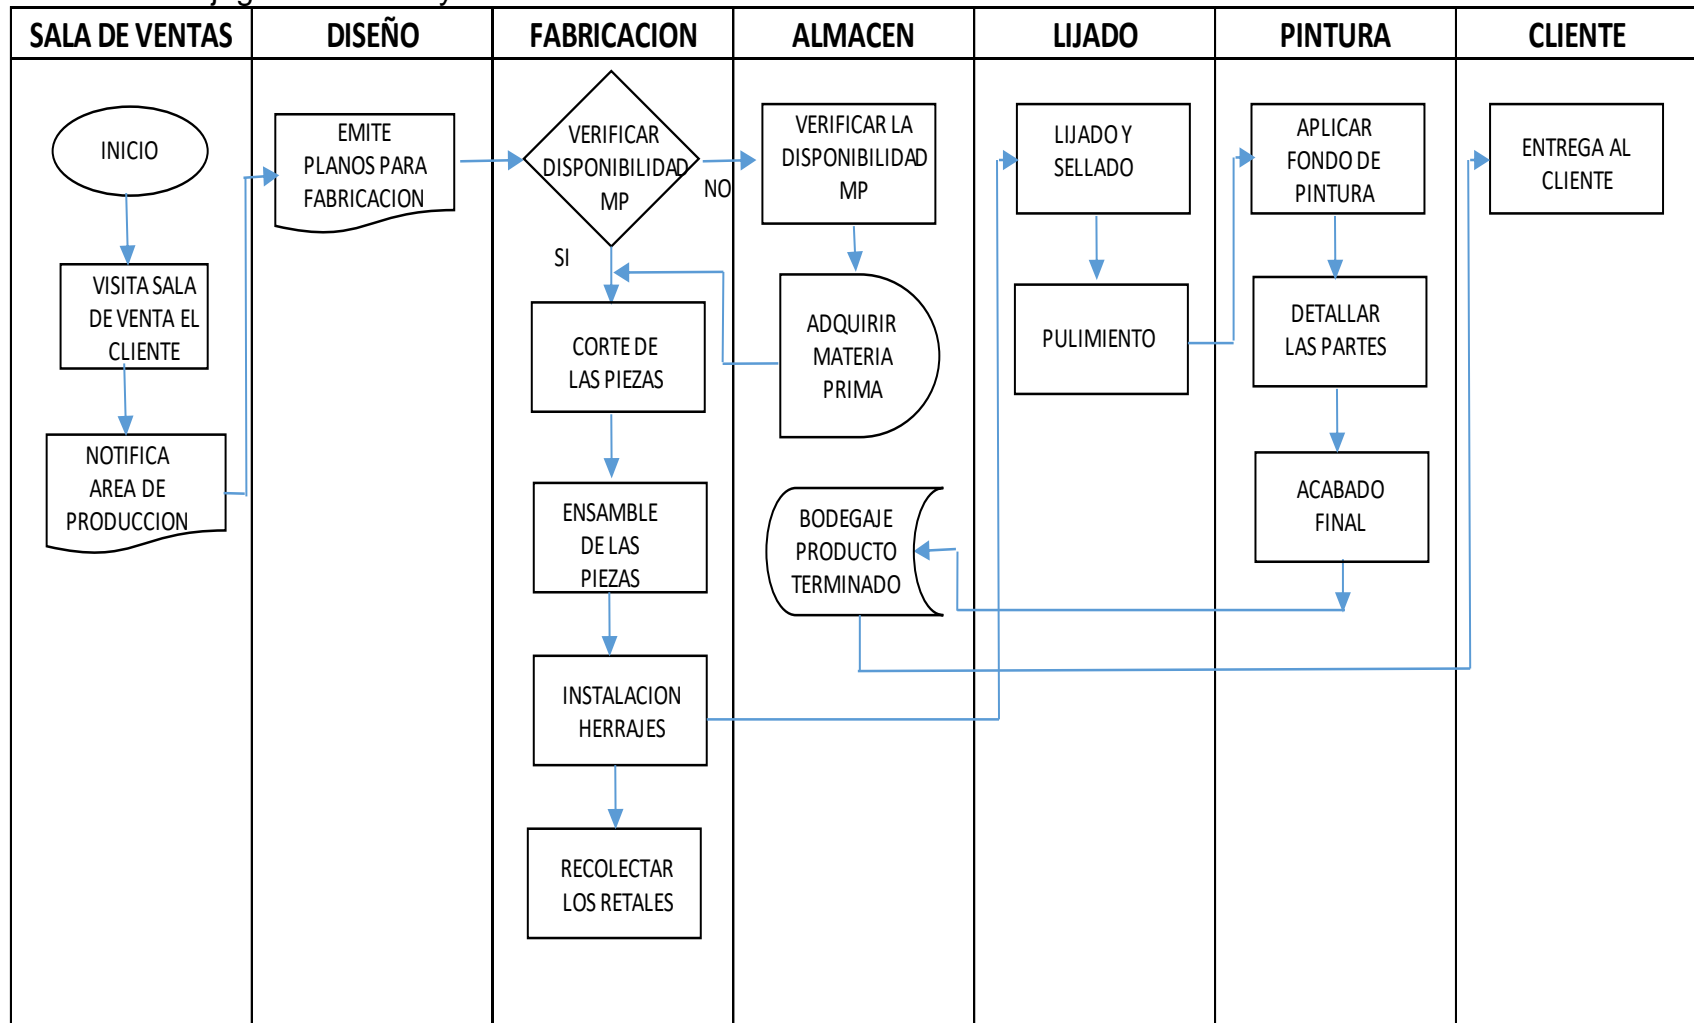 SALA DE VENTAS
DISEÑO
FABRICACION
ALMACEN
LIJADO
PINTURA
CLIENTE
INICIO
VISITA SALA
DE VENTA EL
CLIENTE
NOTIFICA
AREA DE
PRODUCCION
EMITE
PLANOS PARA
FABRICACION
VERIFICAR
DISPONIBILIDAD
MP
NO
SI
CORTE DE
LAS PIEZAS
ENSAMBLE
DE LAS
PIEZAS
INSTALACION
HERRAJES
RECOLECTAR
LOS RETALES
VERIFICAR LA
DISPONIBILIDAD
MP
ADQUIRIR
MATERIA
PRIMA
BODEGAJE
PRODUCTO
TERMINADO
LIJADO Y
SELLADO
PULIMIENTO
APLICAR
FONDO DE
PINTURA
DETALLAR
LAS PARTES
ACABADO
FINAL
ENTREGA AL
CLIENTE